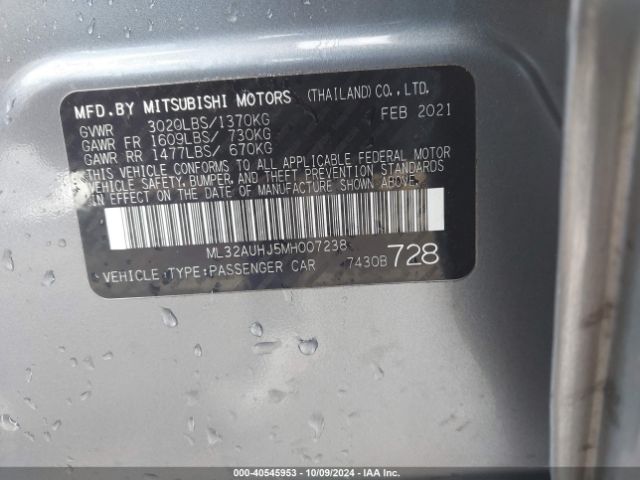 MFD.BY MITSUBISHI MOTORS (THAILAND)CO.,LTD.
GVWR 3020LBS/1370KG FEB 2021
GAWR FR 1609LBS/ 730KG
GAWR RR 1477LBS/ 670KG
THIS VEHICLE CONFORMS TO ALL APPLICABLE FEDERAL MOTOR
VEHICLE SAFETY, BUMPER, AND THEFT PREVENTION STANDARDS
IN EFFECT ON THE DATE OF MANUFACTURE SHOWN ABOVE.
ML32AUHJ5MH007238
VEHICLE TYPE:PASSENGER CAR 7430B 728
000-40545953 - 10/09/2024 - IAA Inc.